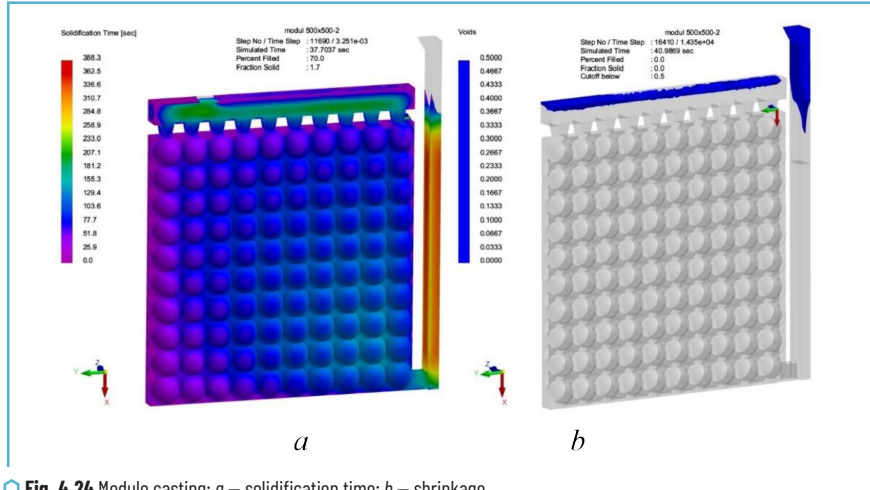 Solidification Time [sec]
388.3
362.5
336.6
310.7
284.8
258.9
233.0
207.1
181.2
155.3
129.4
103.6
77.7
51.8
25.9
0.0
modul 500x500-2
Step No / Time Step : 11690 / 3.251e-03
Simulated Time : 37.7037 sec
Percent Filled : 70.0
Fraction Solid : 1.7
Z
Y
X
a
Voids
0.5000
0.4667
0.4333
0.4000
0.3667
0.3333
0.3000
0.2667
0.2333
0.2000
0.1667
0.1333
0.1000
0.0667
0.0333
0.0000
modul 500x500-2
Step No / Time Step : 16410 / 1.435e+04
Simulated Time : 40.9869 sec
Percent Filled : 0.0
Fraction Solid : 0.0
Cutoff below : 0.5
Z
Y
X
b
Fig. 4.24 Module casting: a — solidification time; b — shrinkage